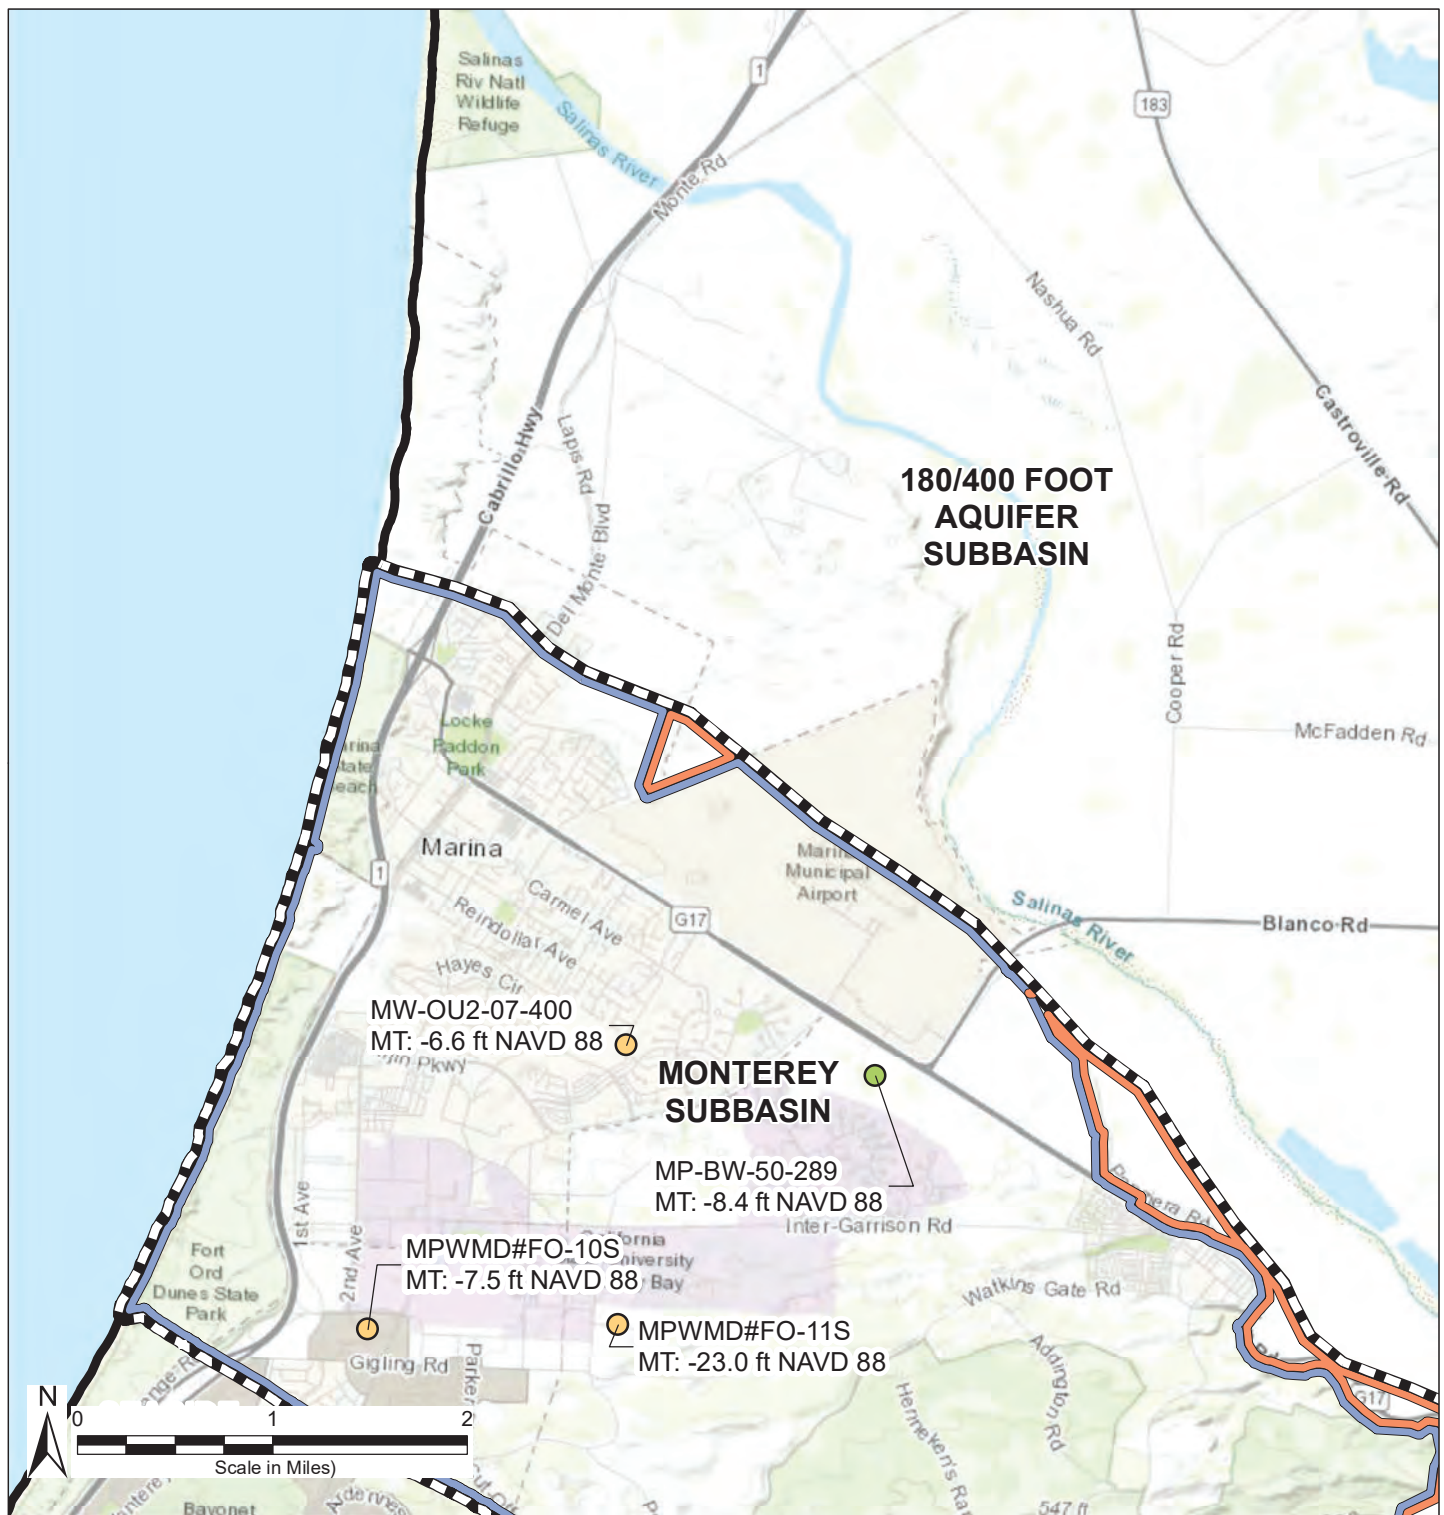 Salinas
Riv Natl
Wildlife
Refuge
1
183
Salinas River
Monte Rd
Nashua Rd
Castroville Rd
Cabrillo Hwy
Lapis Rd
Del Monte Blvd
180/400 FOOT
AQUIFER
SUBBASIN
Cooper Rd
McFadden Rd
Locke
Paddon
Park
Marina
Marina
Municipal
Airport
1
Carmel Ave
Reindollar Ave
Hayes Cir
G17
Salinas River
Blanco Rd
MW-OU2-07-400
MT: -6.6 ft NAVD 88
Pkwy
MONTEREY
SUBBASIN
MP-BW-50-289
MT: -8.4 ft NAVD 88
Inter-Garrison Rd
1st Ave
2nd Ave
Fort
Ord
Dunes State
Park
MPWMD#FO-10S
MT: -7.5 ft NAVD 88
Bay
Watkins Gate Rd
MPWMD#FO-11S
MT: -23.0 ft NAVD 88
Gigling Rd
Addington Rd
G17
N
0 1 2
Scale in Miles)
Bayonet
547 ft